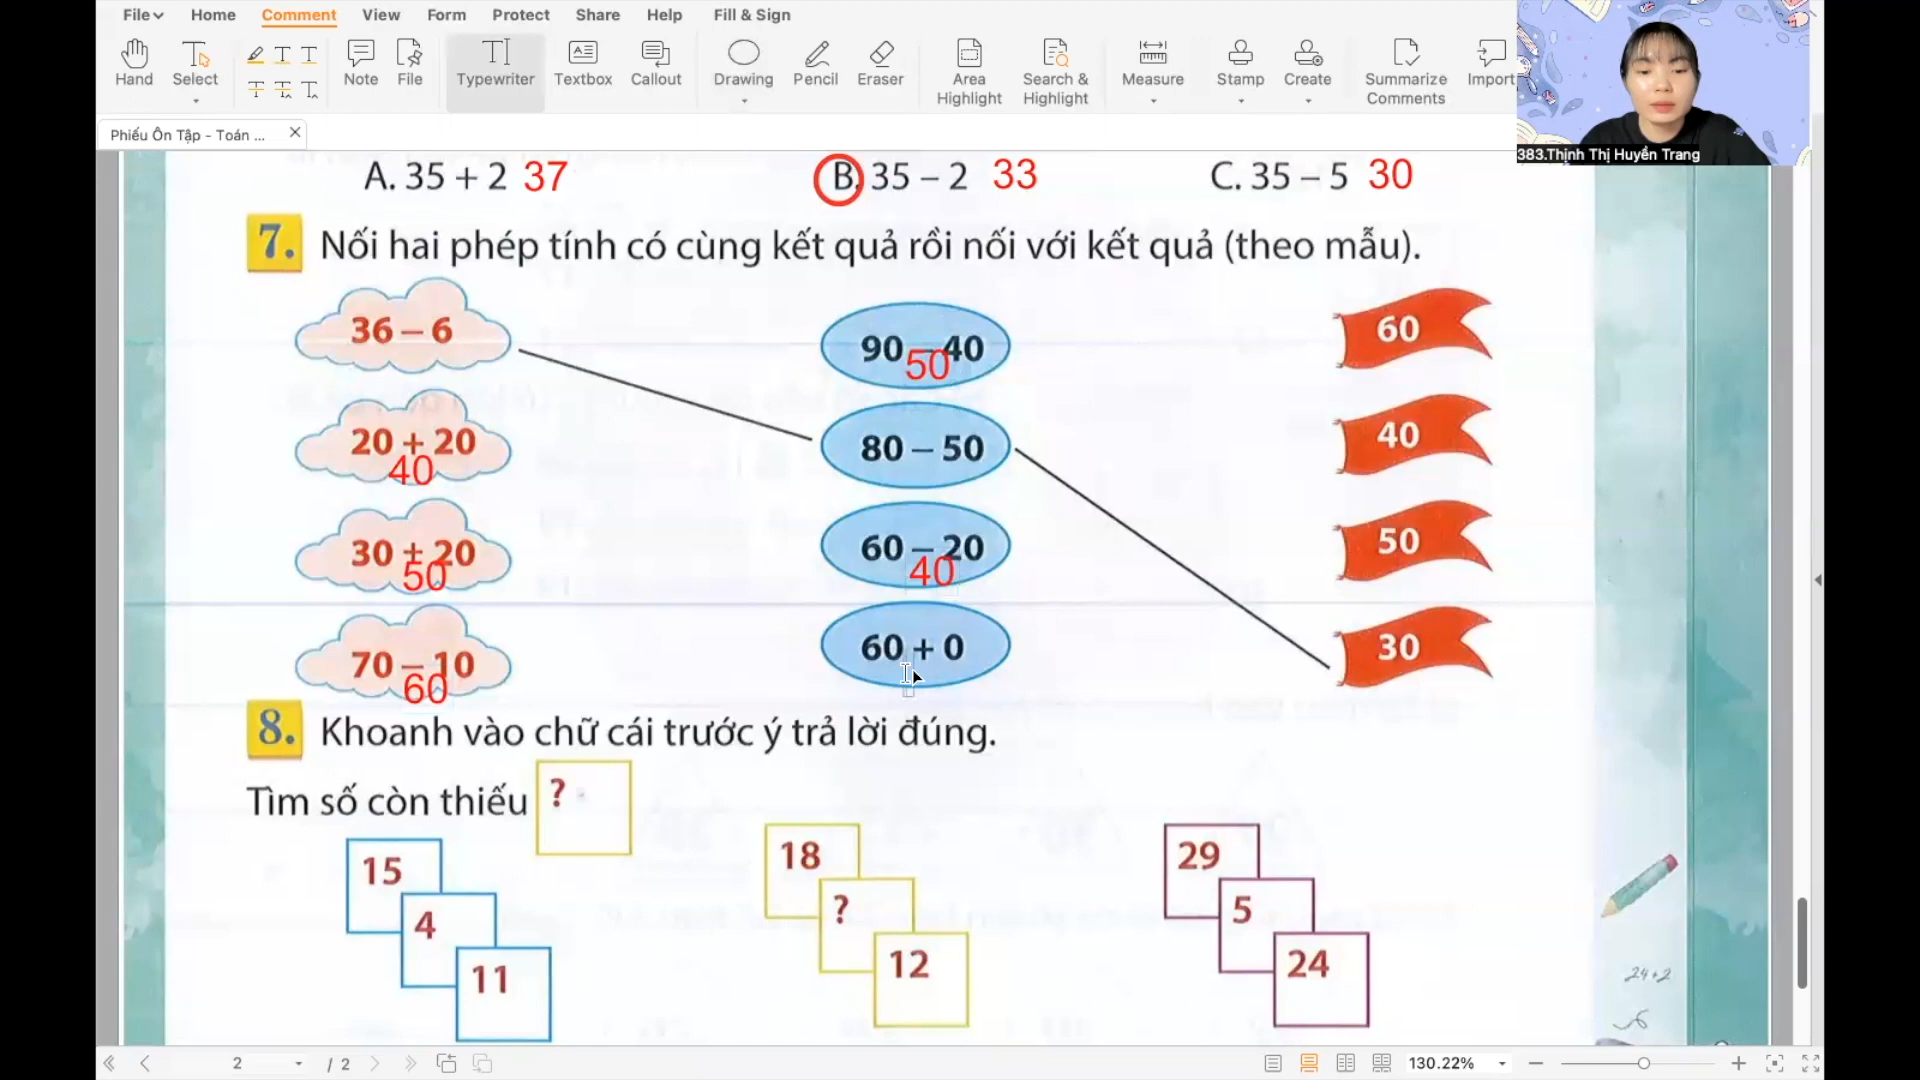 File Home Comment View Form Protect Share Help Fill & Sign
Hand Select Note File Typewriter Textbox Callout Drawing Pencil Eraser Area Highlight Search & Highlight Measure Stamp Create Summarize Comments Import
383.Thịnh Thị Huyền Trang
Phiếu Ôn Tập - Toán ...
A. 35 + 2 37 B. 35 – 2 33 C. 35 – 5 30
7. Nối hai phép tính có cùng kết quả rồi nối với kết quả (theo mẫu).
36 – 6 90 – 40 60
50
20 + 20 80 – 50 40
40
30 + 20 60 – 20 50
50 40
70 – 10 60 + 0 30
60
8. Khoanh vào chữ cái trước ý trả lời đúng.
Tìm số còn thiếu ?
15 18 29
4 ? 5
11 12 24
24+2
2 / 2 130.22%